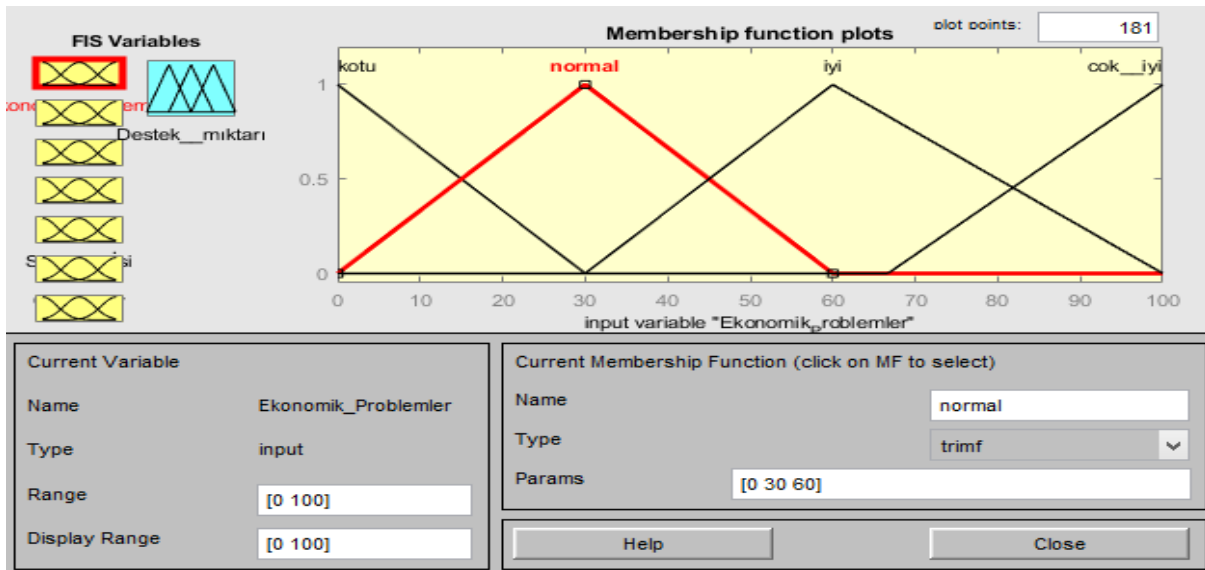 FIS Variables
Destek__mıktarı
Membership function plots
plot points:
181
kotu
normal
iyi
cok__iyi
1
0.5
0
0 10 20 30 40 50 60 70 80 90 100
input variable "Ekonomikproblemler"
Current Variable
Name Ekonomik_Problemler
Type input
Range [0 100]
Display Range [0 100]
Current Membership Function (click on MF to select)
Name normal
Type trimf
Params [0 30 60]
Help
Close